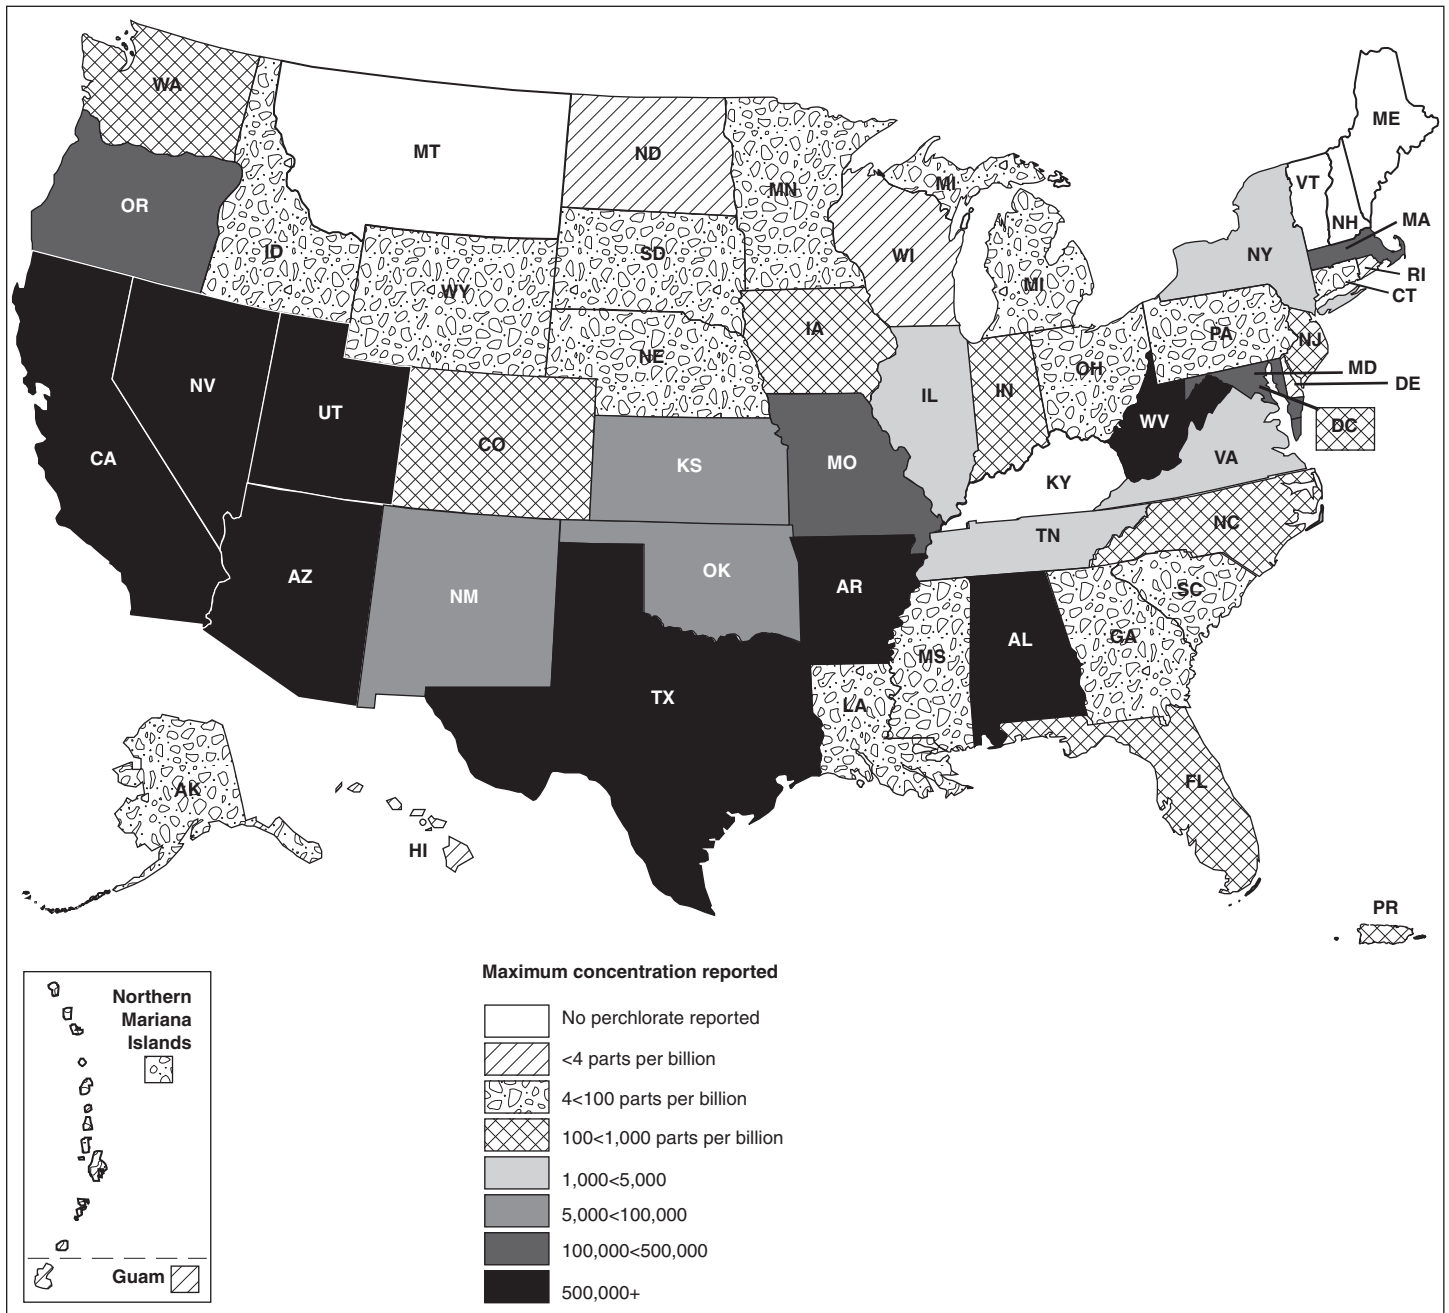 WA
MT
ND
MN
MI
ME
VT
NH
MA
OR
ID
WY
SD
WI
MI
NY
RI
CT
NE
IA
IL
IN
OH
PA
NJ
MD
DE
DC
NV
UT
CA
CO
KS
MO
WV
VA
KY
TN
NC
AZ
NM
OK
AR
SC
MS
AL
GA
TX
LA
FL
AK
HI
PR
Northern
Mariana
Islands
Guam
Maximum concentration reported
No perchlorate reported
<4 parts per billion
4<100 parts per billion
100<1,000 parts per billion
1,000<5,000
5,000<100,000
100,000<500,000
500,000+